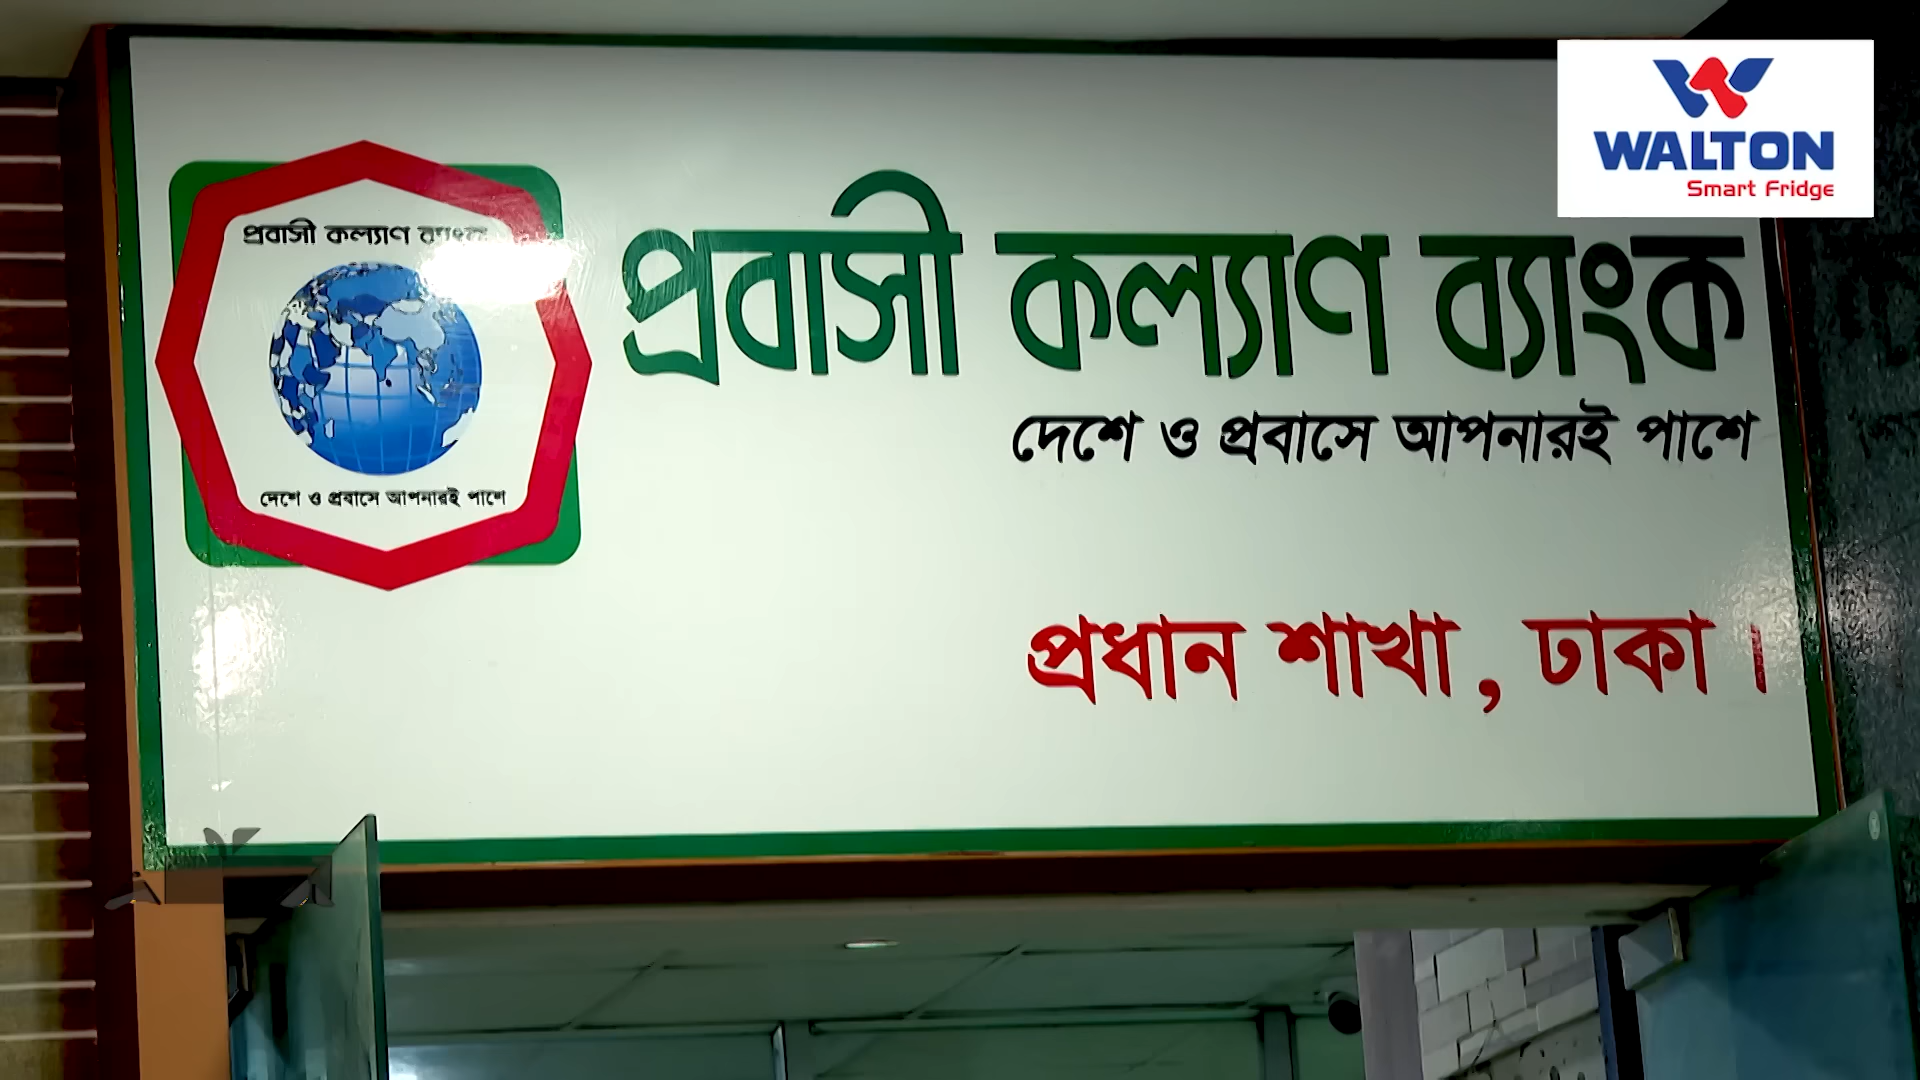 WALTON
Smart Fridge
প্রবাসী কল্যাণ ব্যাংক
দেশে ও প্রবাসে আপনারই পাশে
প্রবাসী কল্যাণ ব্যাংক
দেশে ও প্রবাসে আপনারই পাশে
প্রধান শাখা, ঢাকা।